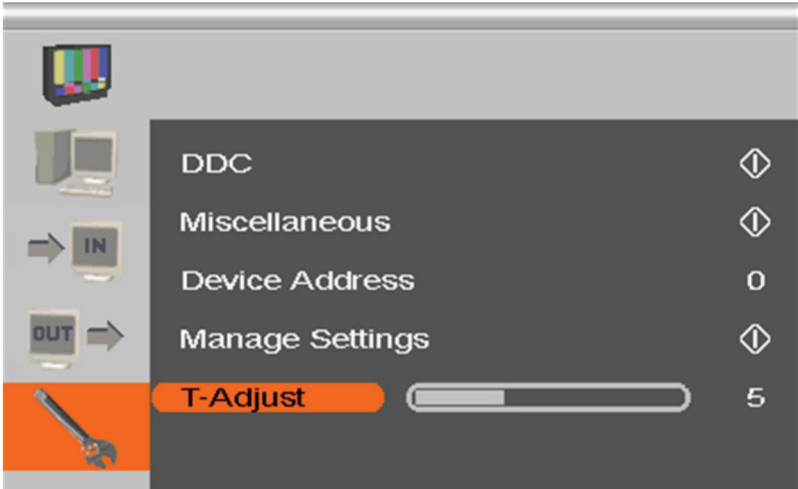 DDC
Miscellaneous
IN
Device Address 0
Manage Settings
OUT
T-Adjust 5